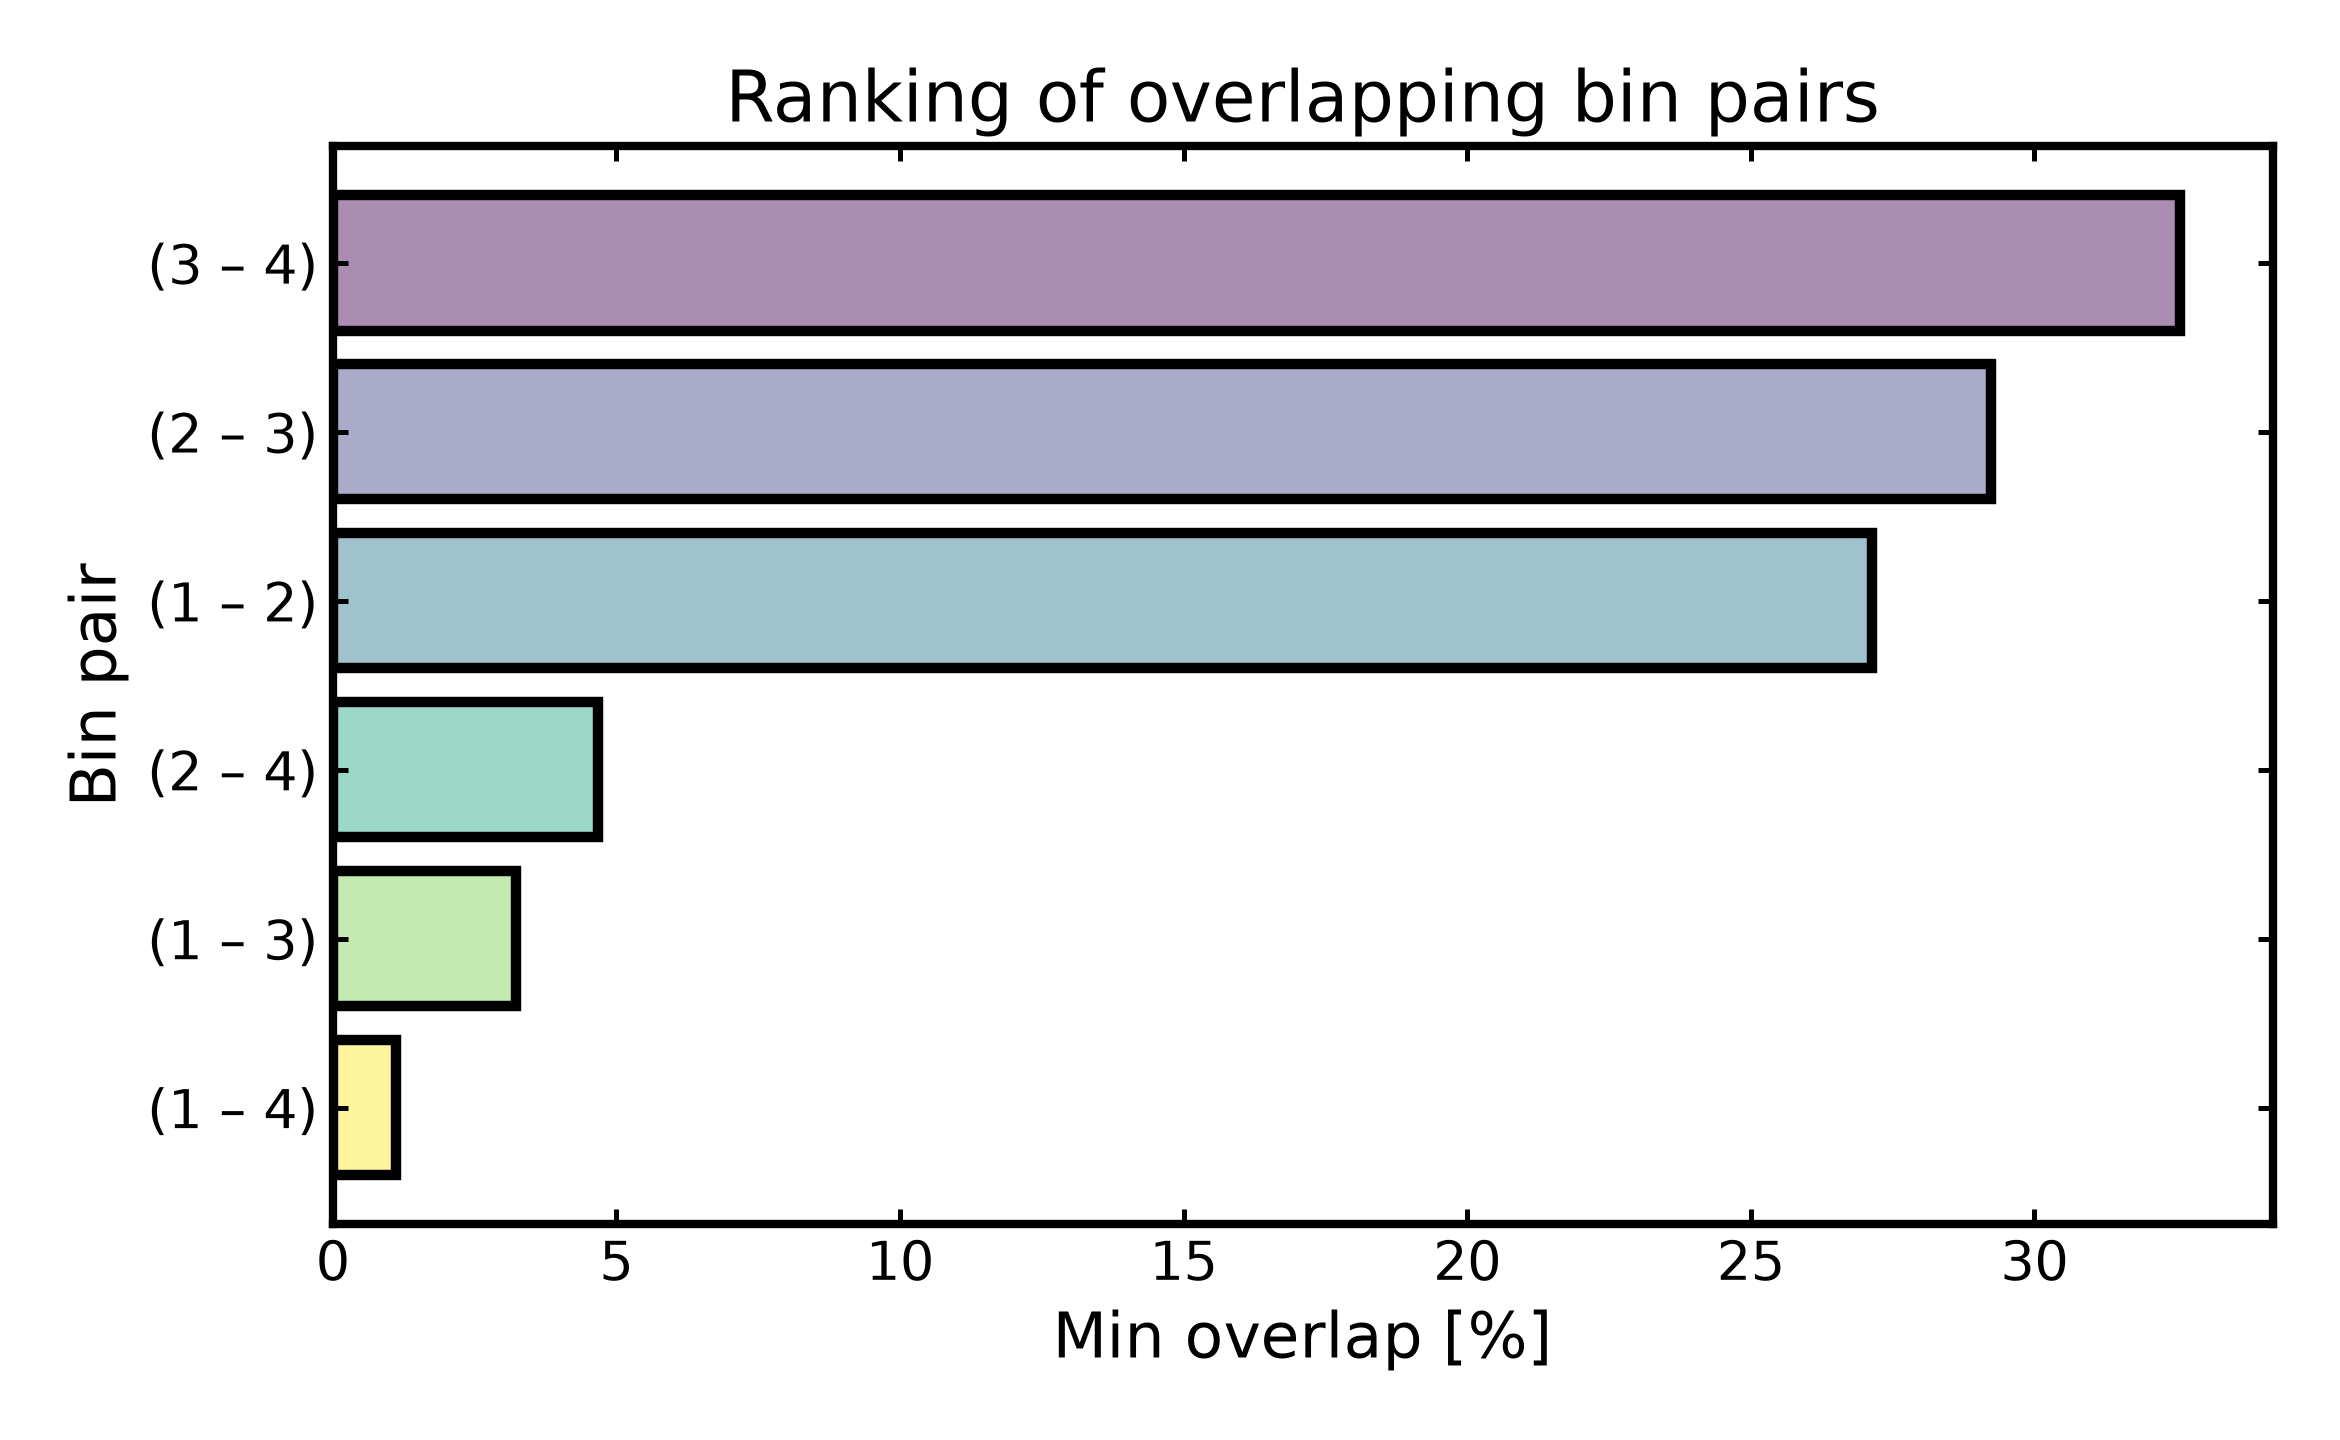 Ranking of overlapping bin pairs
Bin pair
(3 – 4)
(2 – 3)
(1 – 2)
(2 – 4)
(1 – 3)
(1 – 4)
0 5 10 15 20 25 30
Min overlap [%]